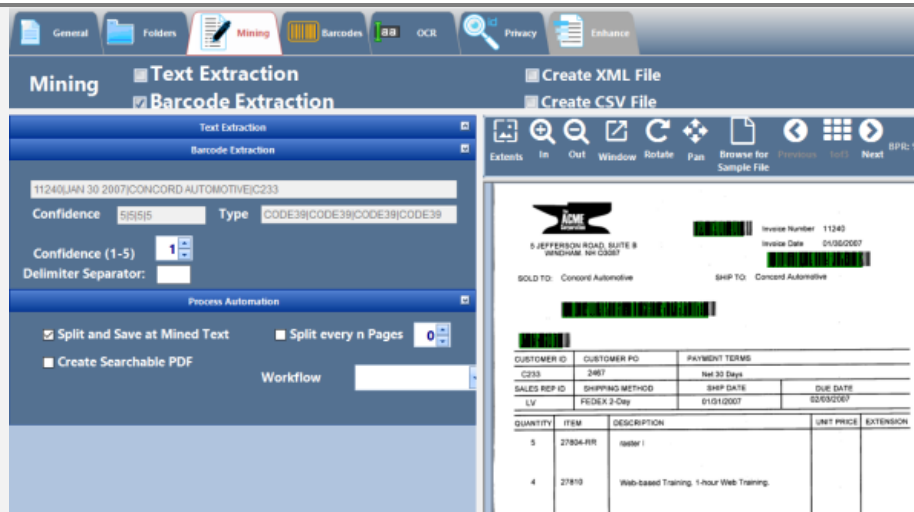 General Folders Mining Barcodes OCR Privacy Enhance
Mining
Text Extraction
Create XML File
Barcode Extraction
Create CSV File
Text Extraction
Barcode Extraction
11240|JAN 30 2007|CONCORD AUTOMOTIVE|C233
Confidence 5|5|5|5 Type CODE39|CODE39|CODE39|CODE39
Confidence (1-5) 1
Delimiter Separator:
Process Automation
Split and Save at Mined Text Split every n Pages 0
Create Searchable PDF
Workflow
Extents In Out Window Rotate Pan Browse for Sample File Previous Next BPR:
The
ACME
Corporation
5 JEFFERSON ROAD, SUITE B
WINDHAM, NH 03087
Invoice Number 11240
Invoice Date 01/30/2007
SOLD TO: Concord Automotive SHIP TO: Concord Automotive
CUSTOMER ID CUSTOMER PO PAYMENT TERMS
C233 2467 Net 30 Days
SALES REP ID SHIPPING METHOD SHIP DATE DUE DATE
LV FEDEX 2-Day 01/31/2007 02/03/2007
QUANTITY ITEM DESCRIPTION UNIT PRICE EXTENSION
5 27804-RR raster i
4 27810 Web-based Training. 1-hour Web Training.